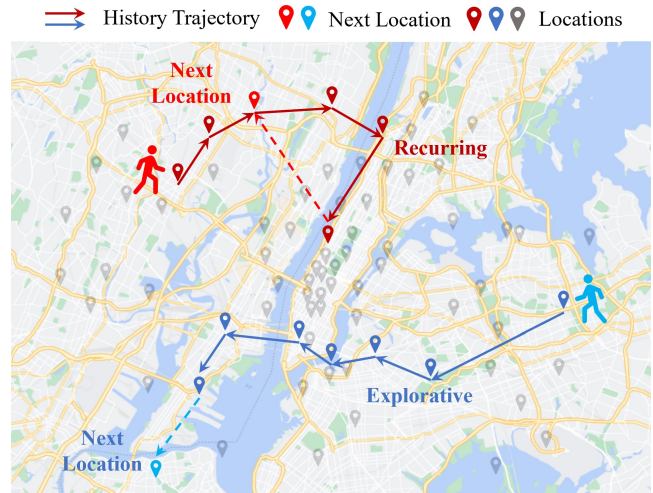 History Trajectory Next Location Locations
Next
Location
Recurring
Explorative
Next
Location